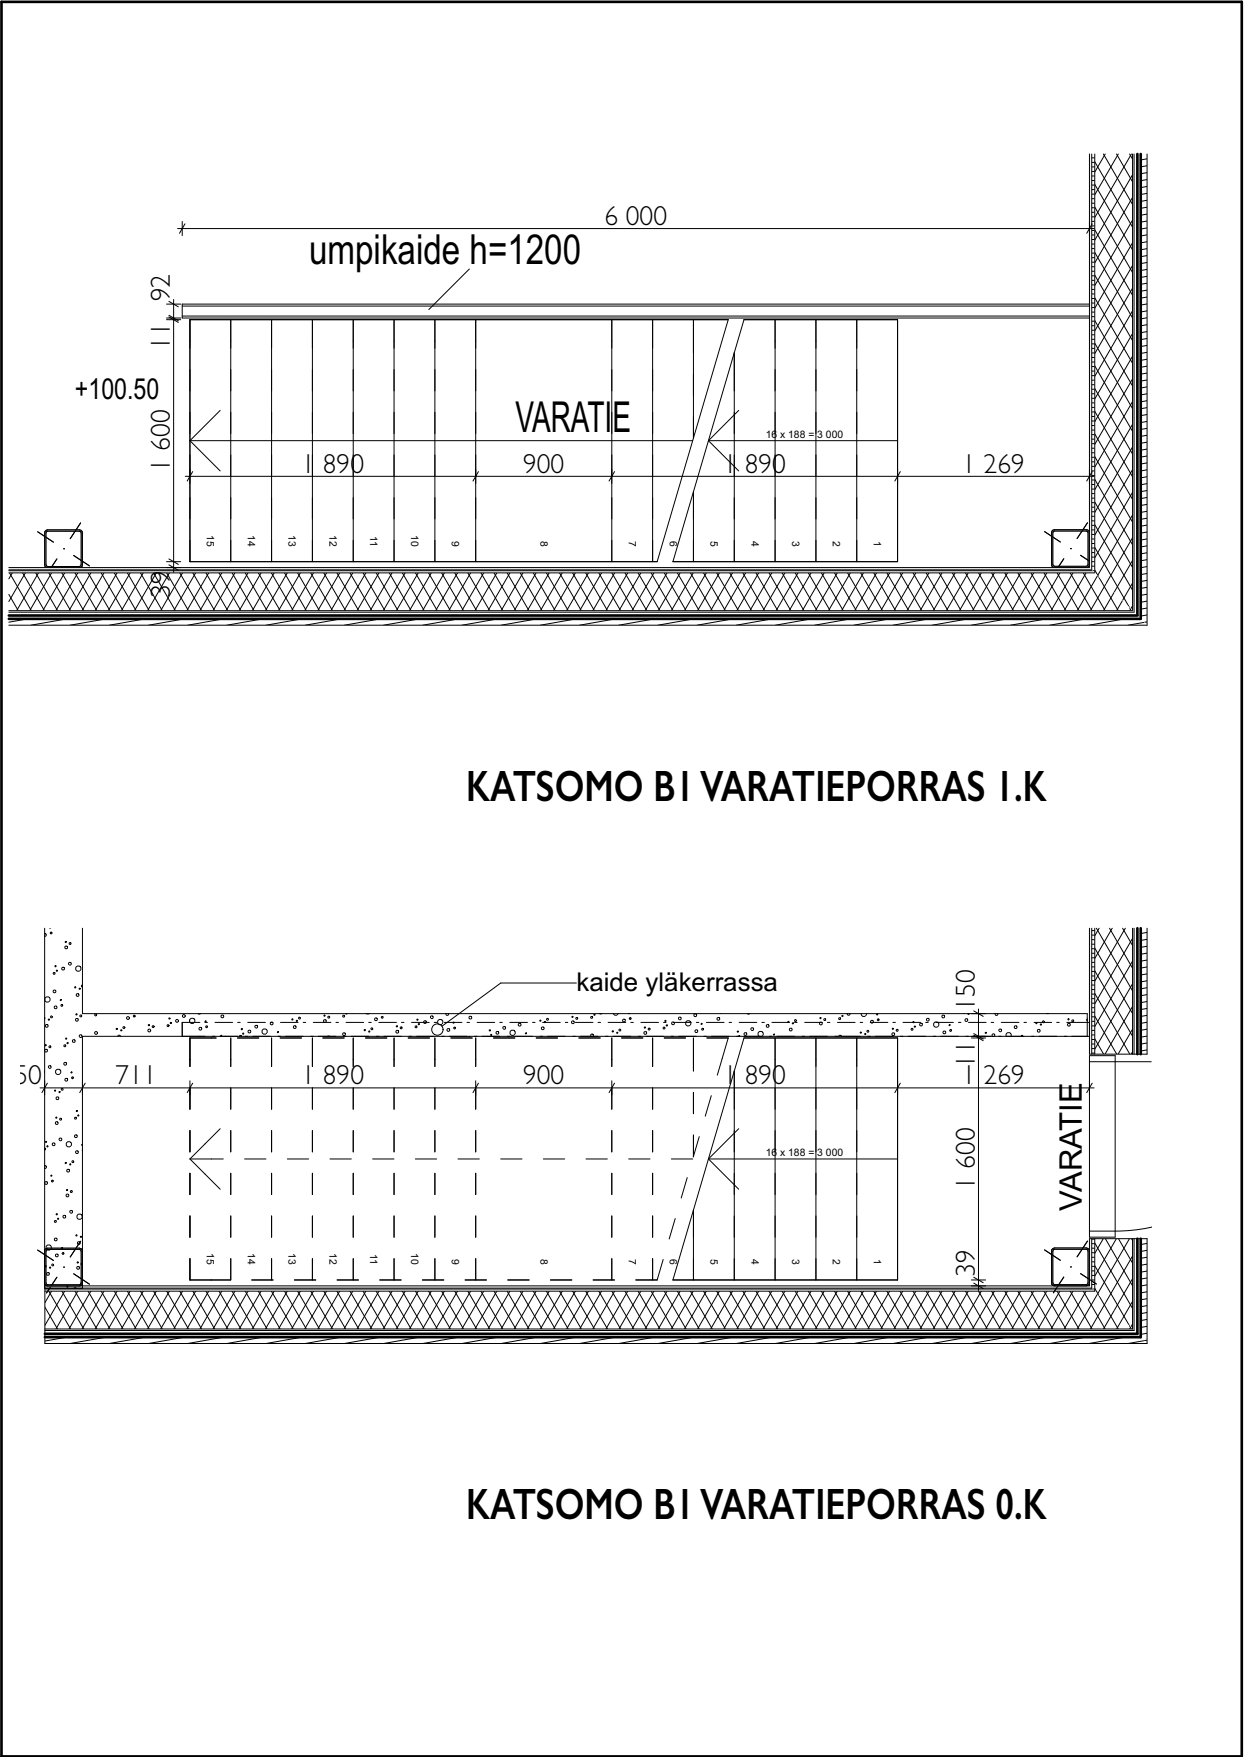 6 000
umpikaide h=1200
92
11
+100.50
1 600
39
VARATIE
16 x 188 = 3 000
1 890
900
1 890
1 269
15 14 13 12 11 10 9 8 7 6 5 4 3 2 1
KATSOMO B1 VARATIEPORRAS 1.K
kaide yläkerrassa
150
11
50
711
1 890
900
1 890
1 269
16 x 188 = 3 000
1 600
VARATIE
39
15 14 13 12 11 10 9 8 7 6 5 4 3 2 1
KATSOMO B1 VARATIEPORRAS 0.K